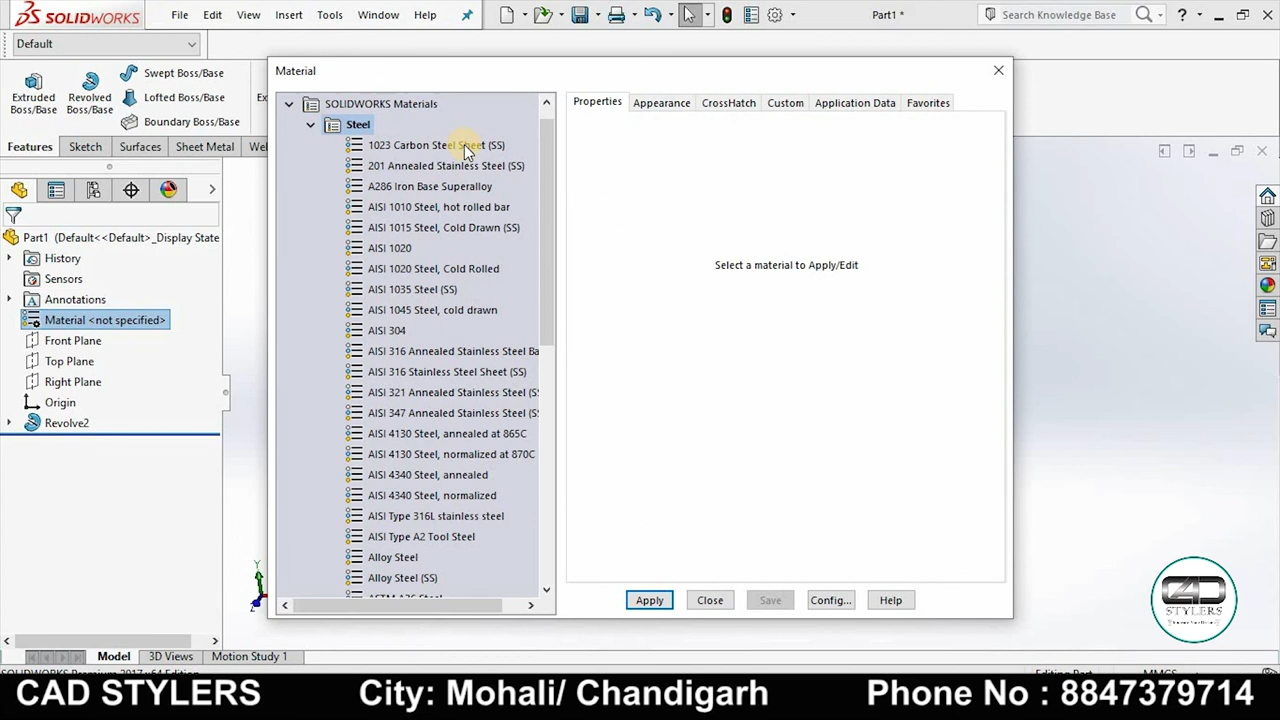 SOLIDWORKS File Edit View Insert Tools Window Help Part1 * Search Knowledge Base ?
Default
Extruded Boss/Base
Revolved Boss/Base
Swept Boss/Base
Lofted Boss/Base
Boundary Boss/Base
Features Sketch Surfaces Sheet Metal
Part1 (Default<<Default>_Display State
History
Sensors
Annotations
Material <not specified>
Front Plane
Top Plane
Right Plane
Origin
Revolve2
Material
SOLIDWORKS Materials
Steel
1023 Carbon Steel Sheet (SS)
201 Annealed Stainless Steel (SS)
A286 Iron Base Superalloy
AISI 1010 Steel, hot rolled bar
AISI 1015 Steel, Cold Drawn (SS)
AISI 1020
AISI 1020 Steel, Cold Rolled
AISI 1035 Steel (SS)
AISI 1045 Steel, cold drawn
AISI 304
AISI 316 Annealed Stainless Steel Ba
AISI 316 Stainless Steel Sheet (SS)
AISI 321 Annealed Stainless Steel (S
AISI 347 Annealed Stainless Steel (S
AISI 4130 Steel, annealed at 865C
AISI 4130 Steel, normalized at 870C
AISI 4340 Steel, annealed
AISI 4340 Steel, normalized
AISI Type 316L stainless steel
AISI Type A2 Tool Steel
Alloy Steel
Alloy Steel (SS)
Properties Appearance CrossHatch Custom Application Data Favorites
Select a material to Apply/Edit
Apply Close Save Config... Help
Y
Z
CAD
STYLERS
Model 3D Views Motion Study 1
CAD STYLERS City: Mohali/ Chandigarh Phone No : 8847379714